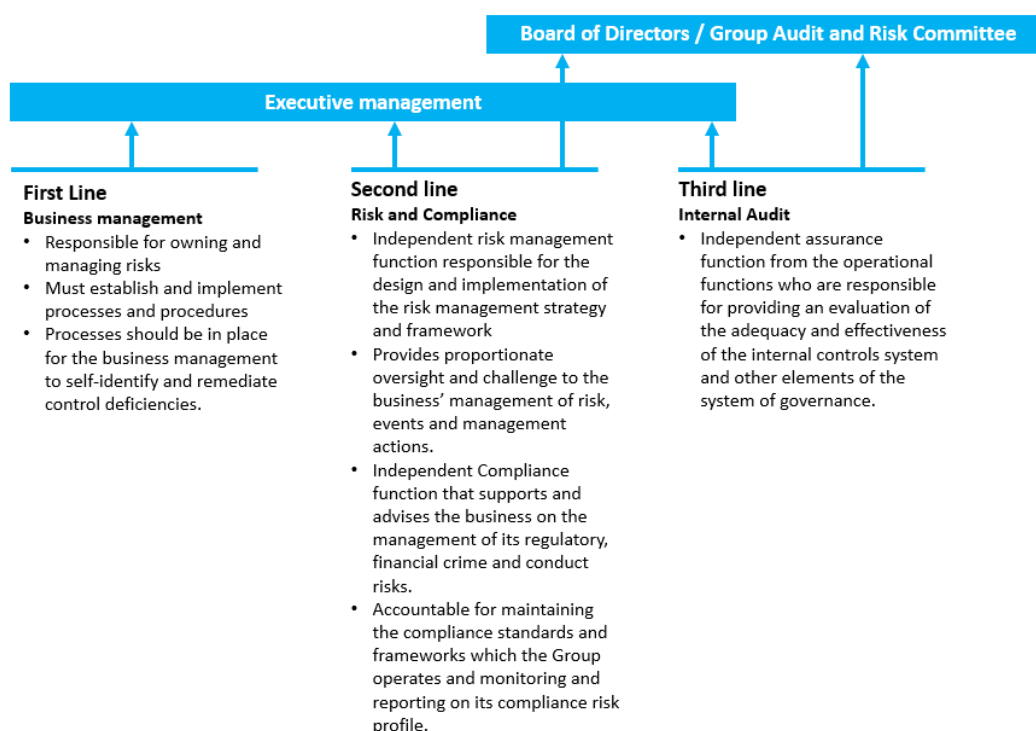 Board of Directors / Group Audit and Risk Committee
Executive management
First Line
Business management
• Responsible for owning and
managing risks
• Must establish and implement
processes and procedures
• Processes should be in place
for the business management
to self-identify and remediate
control deficiencies.
Second line
Risk and Compliance
• Independent risk management
function responsible for the
design and implementation of
the risk management strategy
and framework
• Provides proportionate
oversight and challenge to the
business’ management of risk,
events and management
actions.
• Independent Compliance
function that supports and
advises the business on the
management of its regulatory,
financial crime and conduct
risks.
• Accountable for maintaining
the compliance standards and
frameworks which the Group
operates and monitoring and
reporting on its compliance risk
profile.
Third line
Internal Audit
• Independent assurance
function from the operational
functions who are responsible
for providing an evaluation of
the adequacy and effectiveness
of the internal controls system
and other elements of the
system of governance.